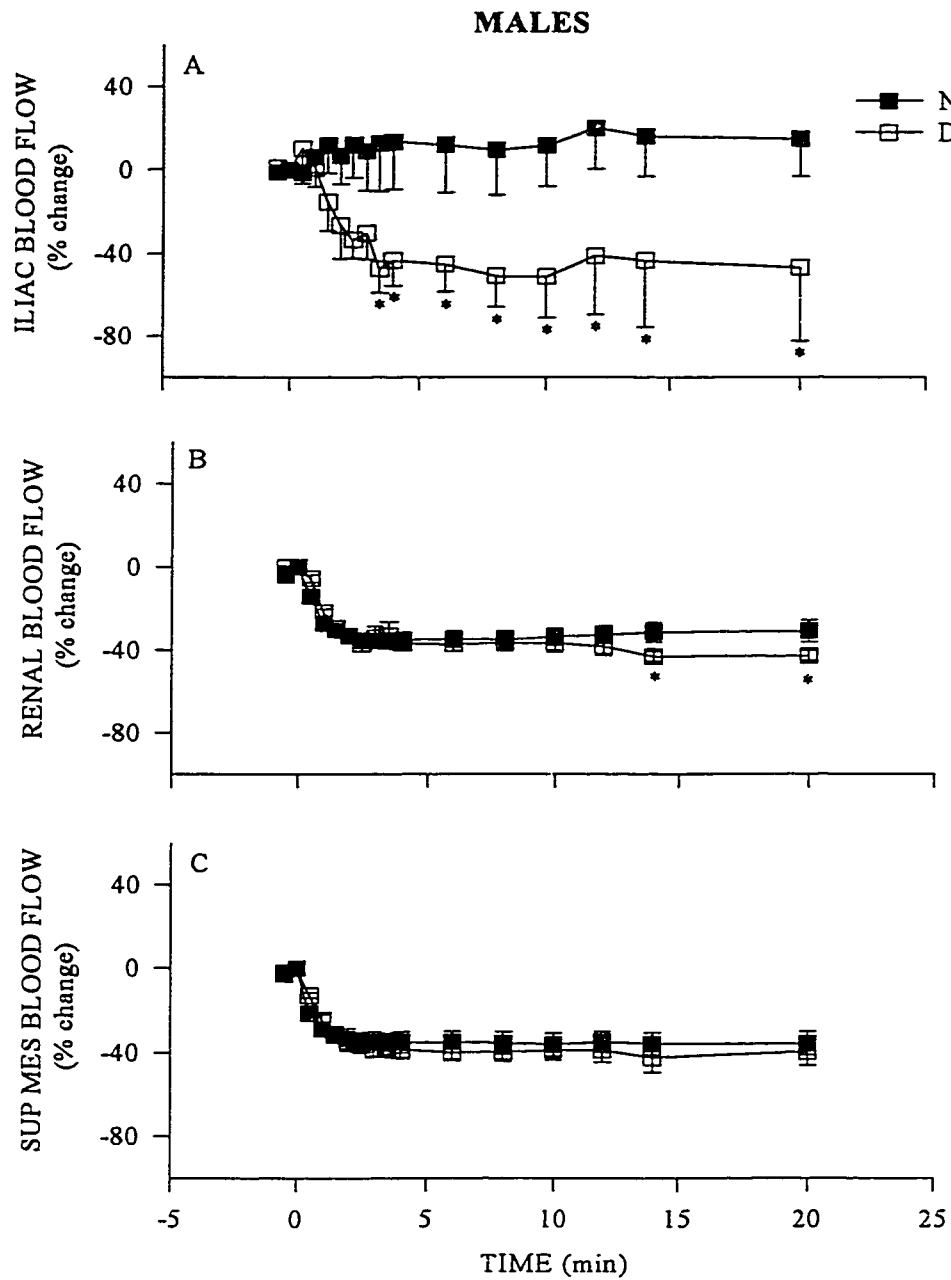 MALES
A
ILIAC BLOOD FLOW
(% change)
40
0
-40
-80
N
D
*
*
*
*
*
*
*
*
B
RENAL BLOOD FLOW
(% change)
40
0
-40
-80
*
*
C
SUP MES BLOOD FLOW
(% change)
40
0
-40
-80
-5
0
5
10
15
20
25
TIME (min)